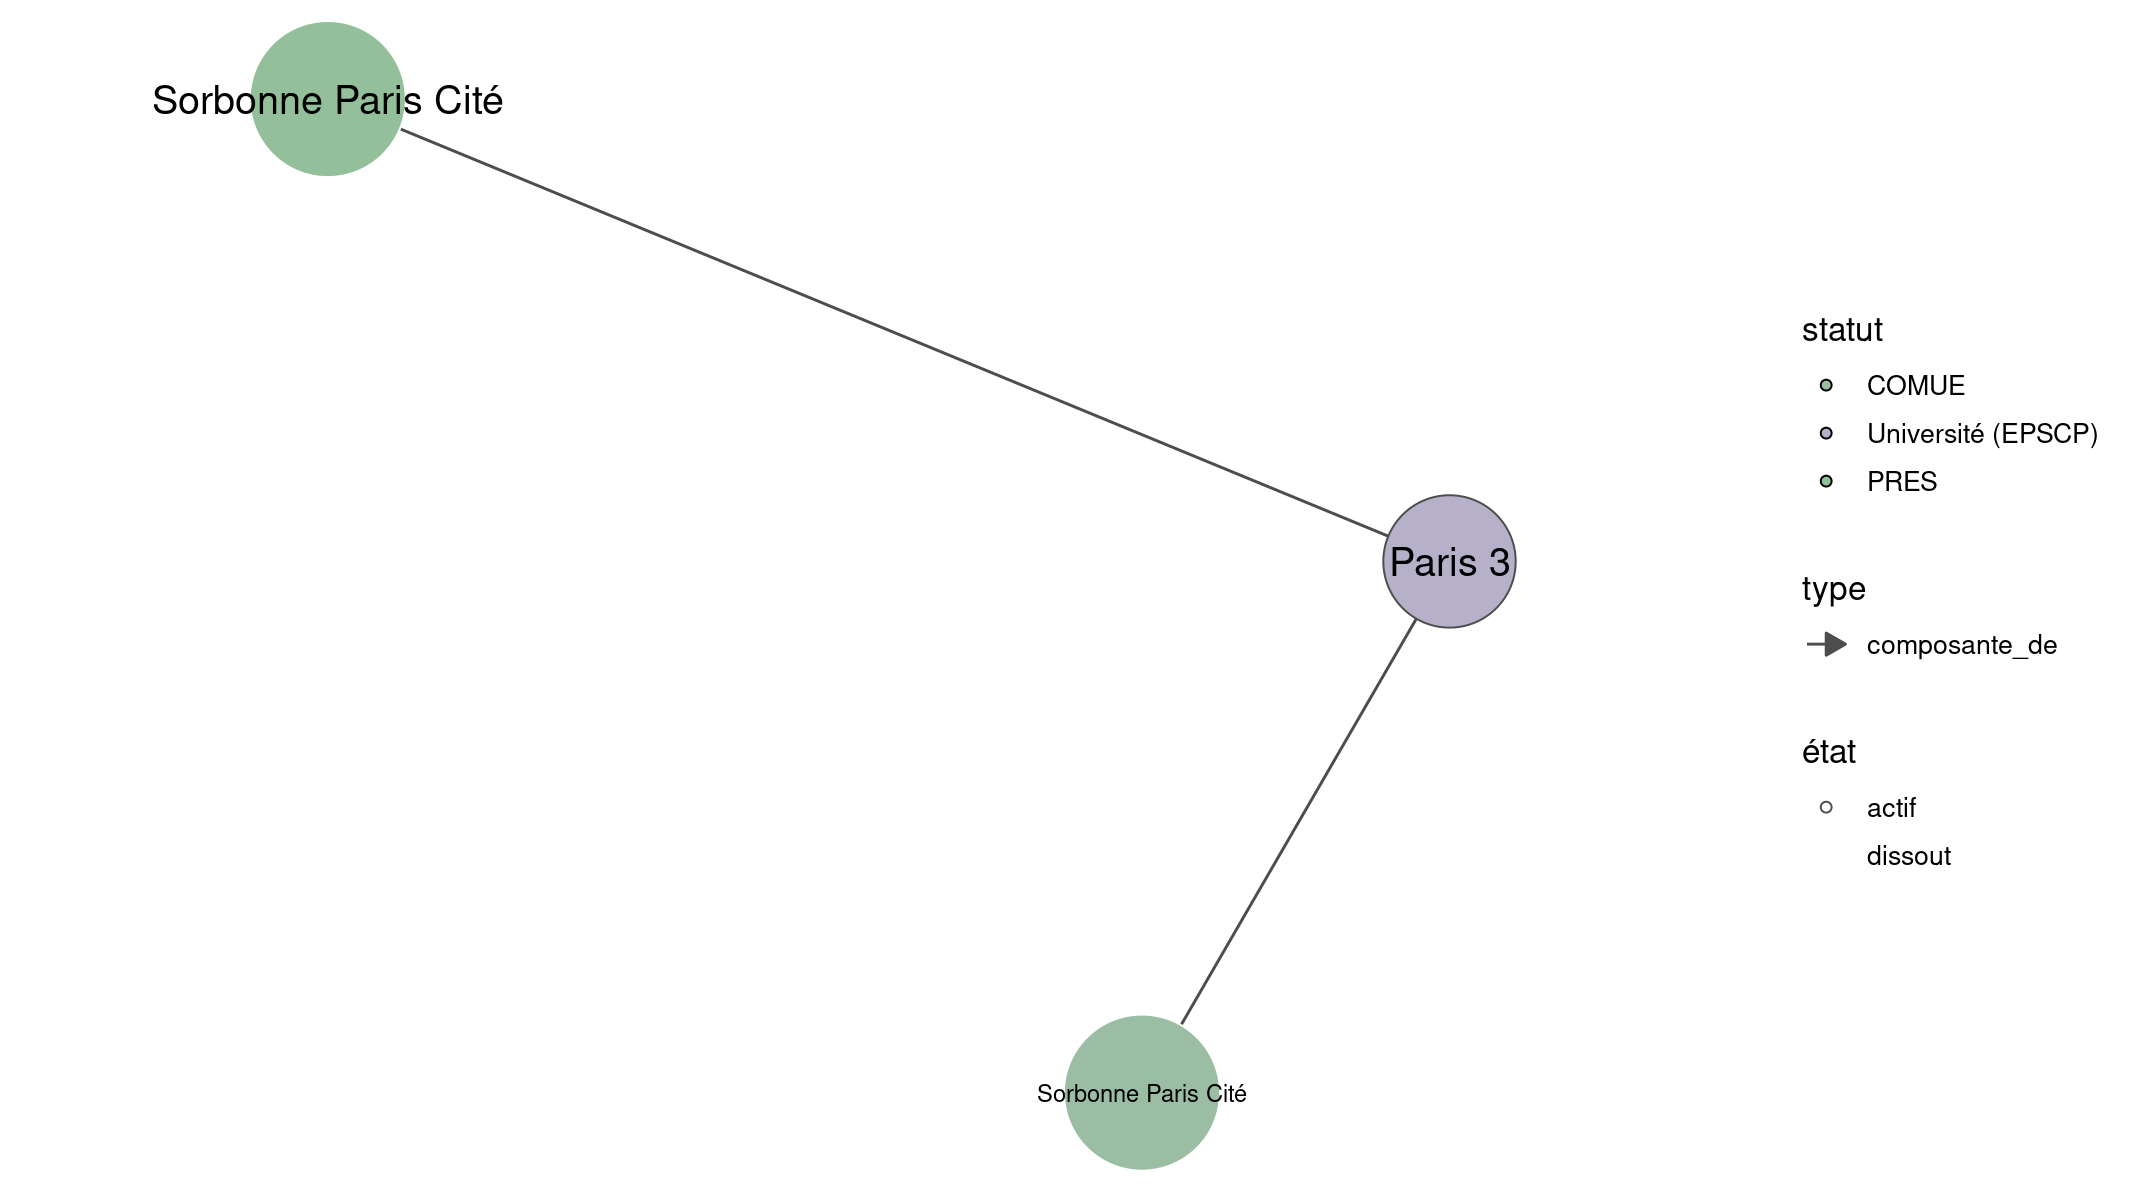 Sorbonne Paris Cité
Paris 3
Sorbonne Paris Cité
statut
COMUE
Université (EPSCP)
PRES
type
composante_de
état
actif
dissout